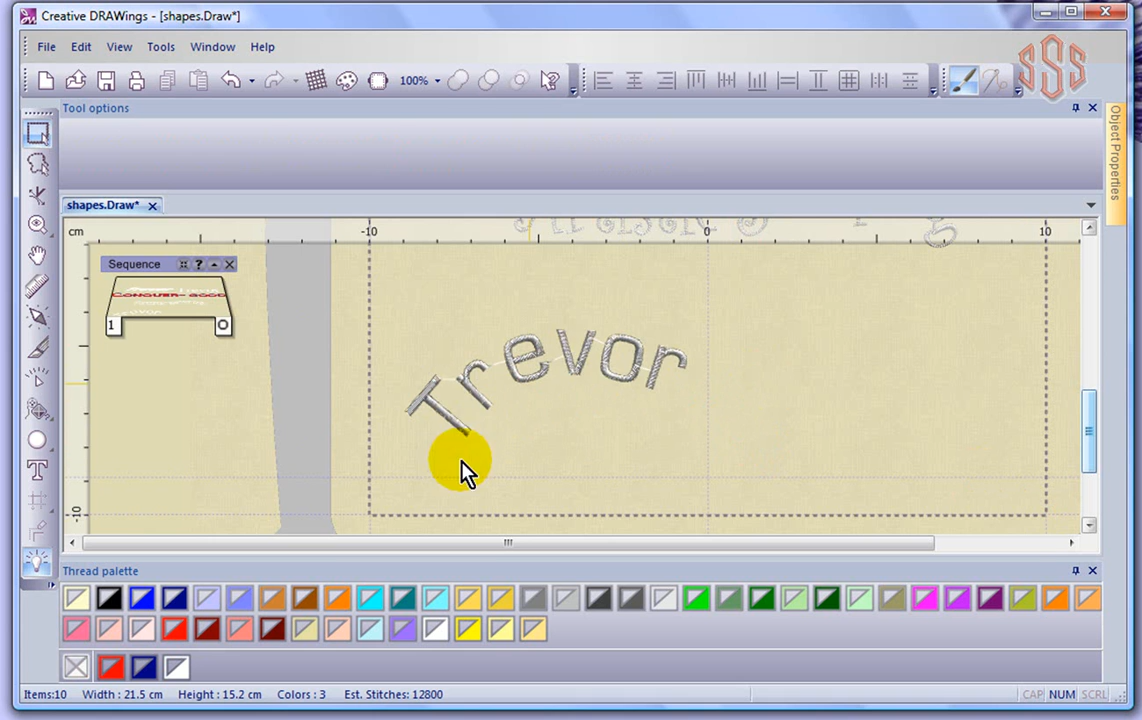 Creative DRAWings - [shapes.Draw*]
File Edit View Tools Window Help
SSS
100%
Tool options
Object Properties
shapes.Draw*
cm -10 0 10
Sequence
1
-10
Trevor
Thread palette
Items:10 Width : 21.5 cm Height : 15.2 cm Colors : 3 Est. Stitches: 12800 CAP NUM SCRL